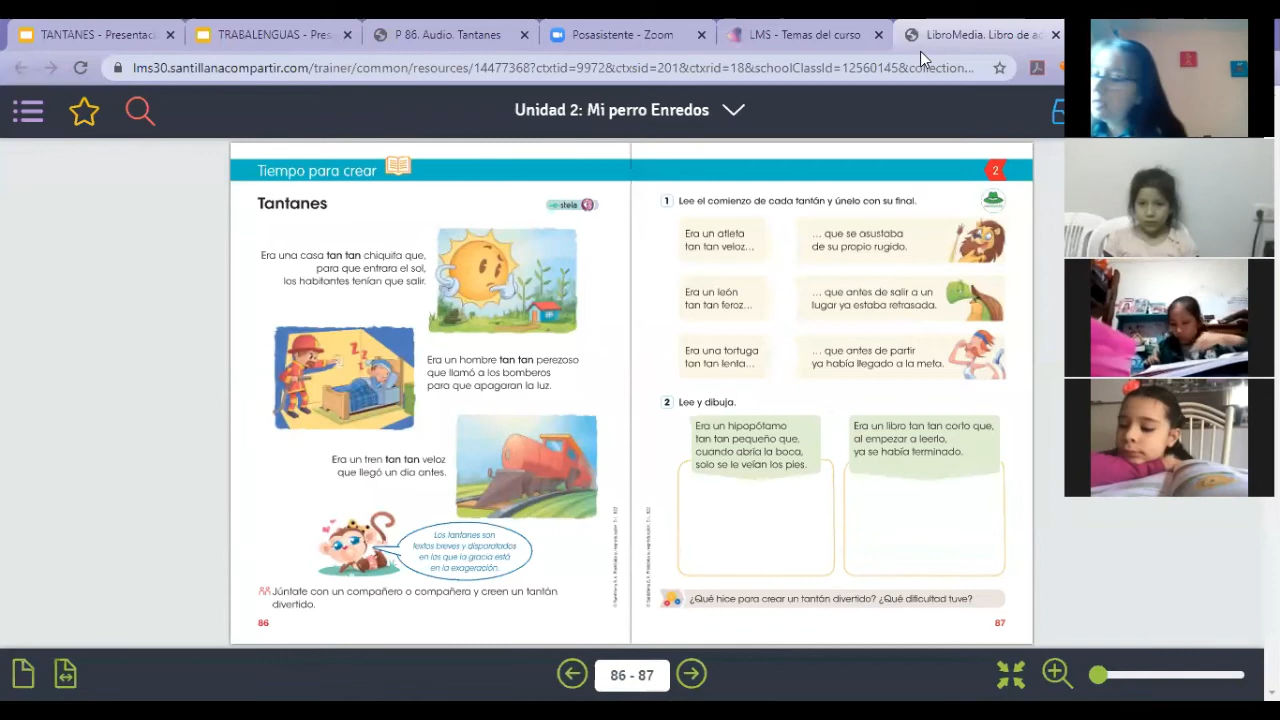 TANTANES - Presentac
TRABALENGUAS - Pres
P 86. Audio. Tantanes
Posasistente - Zoom
LMS - Temas del curso
LibroMedia. Libro de ac
lms30.santillanacompartir.com/trainer/common/resources/14477368?ctxtid=9972&ctxsid=201&ctxrid=18&schoolClassId=12560145&collection...
Unidad 2: Mi perro Enredos
Tiempo para crear
Tantanes
stela
Era una casa tan tan chiquita que,
para que entrara el sol,
los habitantes tenían que salir.
Era un hombre tan tan perezoso
que llamó a los bomberos
para que apagaran la luz.
Era un tren tan tan veloz
que llegó un día antes.
Los tantanes son
textos breves y disparatados
en los que la gracia está
en la exageración.
Júntate con un compañero o compañera y creen un tantán
divertido.
86
2
1 Lee el comienzo de cada tantán y únelo con su final.
Era un atleta
tan tan veloz...
... que se asustaba
de su propio rugido.
Era un león
tan tan feroz...
... que antes de salir a un
lugar ya estaba retrasada.
Era una tortuga
tan tan lenta...
... que antes de partir
ya había llegado a la meta.
2 Lee y dibuja.
Era un hipopótamo
tan tan pequeño que,
cuando abría la boca,
solo se le veían los pies.
Era un libro tan tan corto que,
al empezar a leerlo,
ya se había terminado.
¿Qué hice para crear un tantán divertido? ¿Qué dificultad tuve?
87
86 - 87